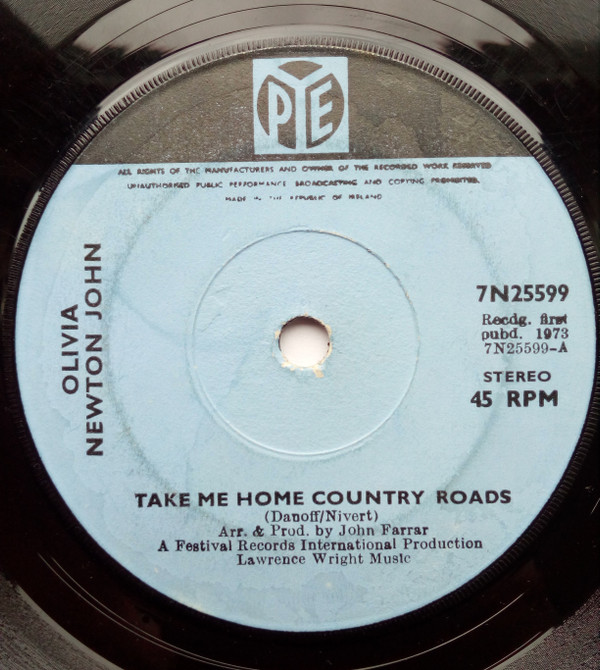 PYE
ALL RIGHTS OF THE MANUFACTURERS AND OWNER OF THE RECORDED WORK RESERVED
UNAUTHORISED PUBLIC PERFORMANCE BROADCASTING AND COPYING PROHIBITED.
MADE IN THE REPUBLIC OF IRELAND
OLIVIA
NEWTON JOHN
7N25599
Recdg. first
pubd. 1973
7N25599-A
STEREO
45 RPM
TAKE ME HOME COUNTRY ROADS
(Danoff/Nivert)
Arr. & Prod. by John Farrar
A Festival Records International Production
Lawrence Wright Music